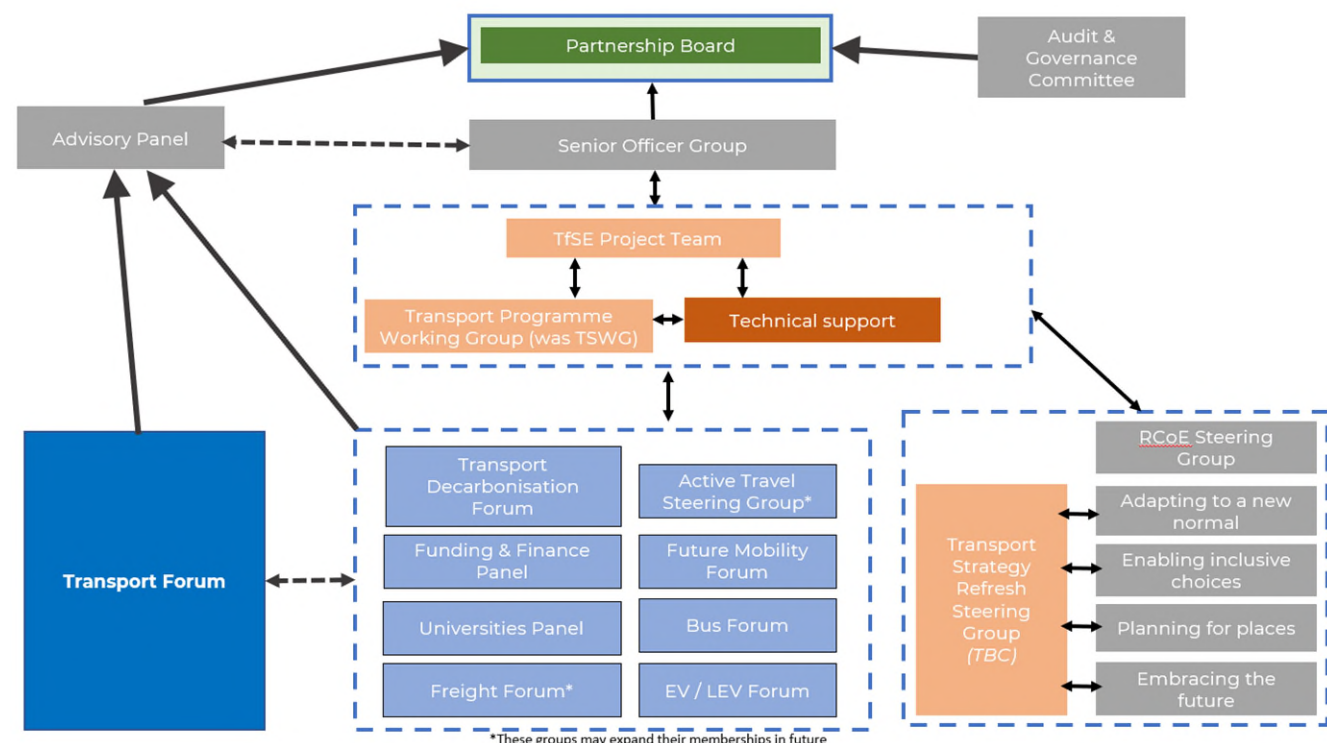 Partnership Board
Audit &
Governance
Committee
Advisory Panel
Senior Officer Group
TfSE Project Team
Transport Programme
Working Group (was TSWG)
Technical support
Transport Forum
Transport
Decarbonisation
Forum
Active Travel
Steering Group*
Funding & Finance
Panel
Future Mobility
Forum
Universities Panel
Bus Forum
Freight Forum*
EV / LEV Forum
RCoE Steering
Group
Transport
Strategy
Refresh
Steering
Group
(TBC)
Adapting to a new
normal
Enabling inclusive
choices
Planning for places
Embracing the
future
*These groups may expand their memberships in future